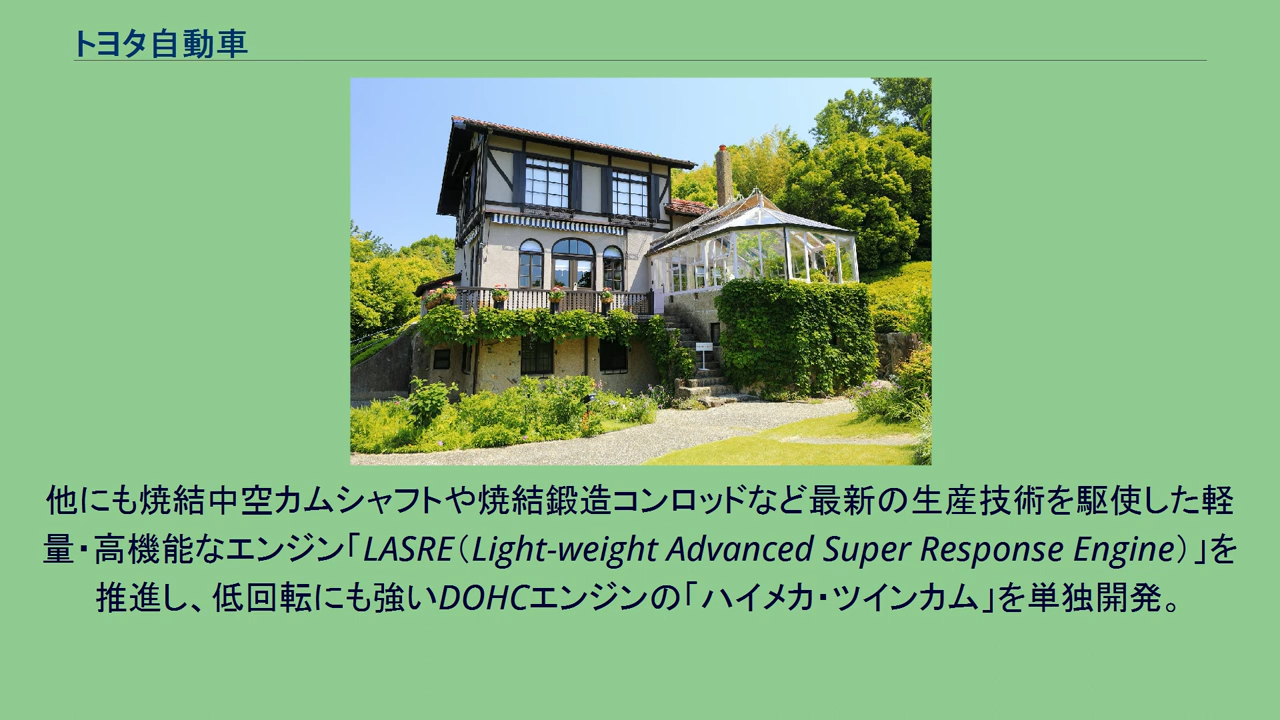 トヨタ自動車
他にも焼結中空カムシャフトや焼結鍛造コンロッドなど最新の生産技術を駆使した軽
量・高機能なエンジン「LASRE（Light-weight Advanced Super Response Engine）」を
推進し、低回転にも強いDOHCエンジンの「ハイメカ・ツインカム」を単独開発。